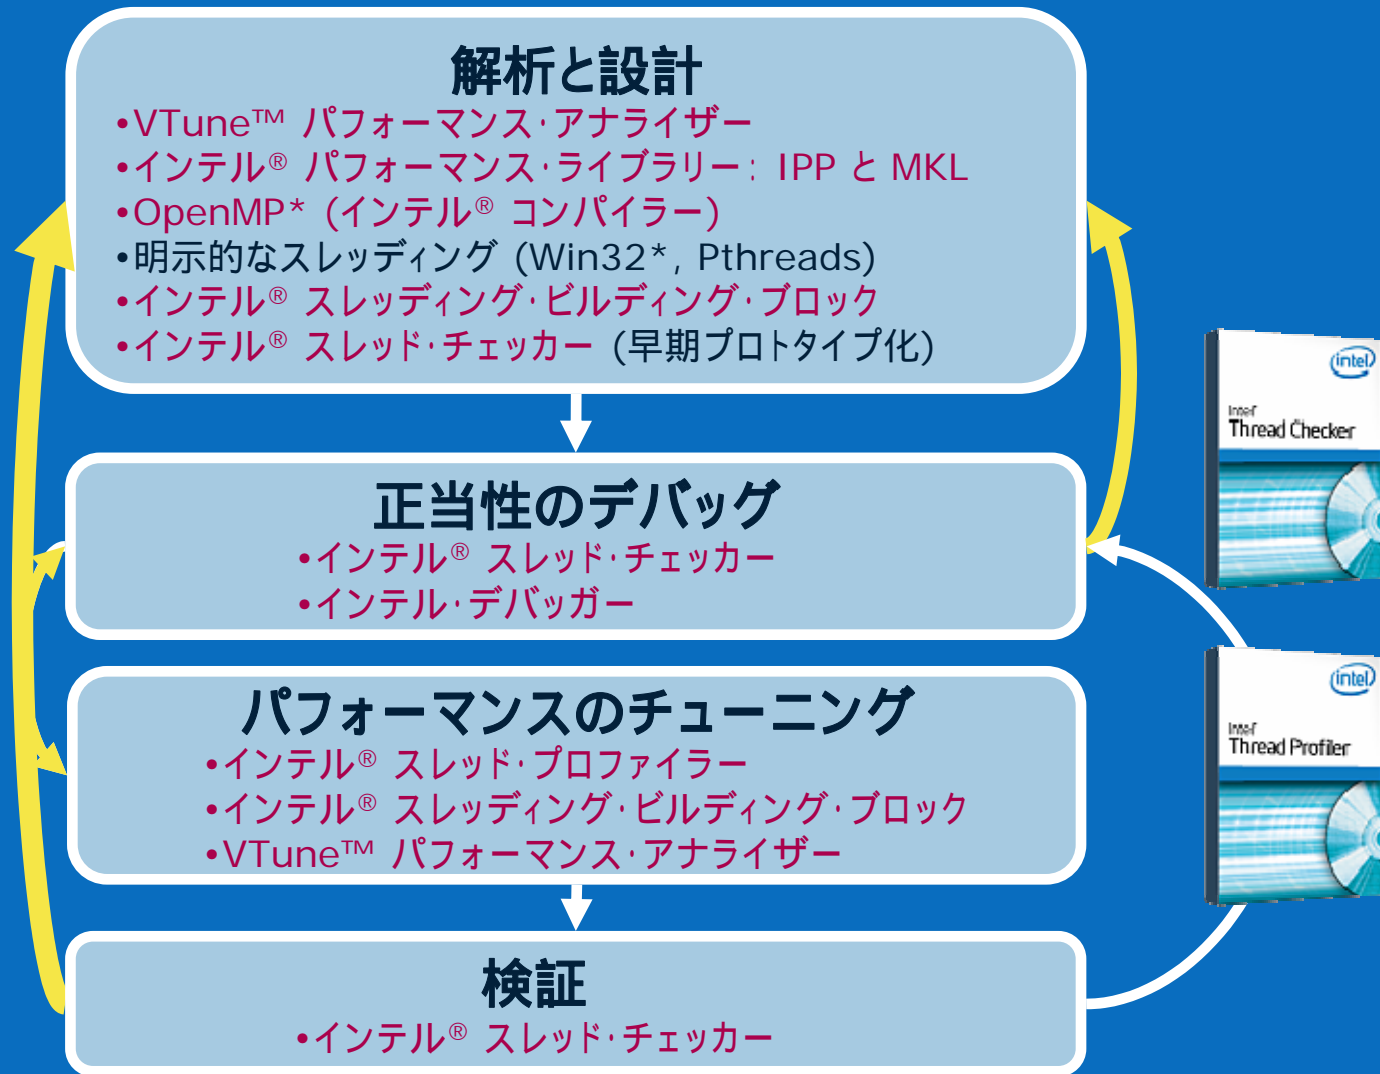 解析と設計
•VTune™ パフォーマンス・アナライザー
•インテル® パフォーマンス・ライブラリー: IPP と MKL
•OpenMP* (インテル® コンパイラー)
•明示的なスレッディング (Win32*, Pthreads)
•インテル® スレッディング・ビルディング・ブロック
•インテル® スレッド・チェッカー (早期プロトタイプ化)
正当性のデバッグ
•インテル® スレッド・チェッカー
•インテル・デバッガー
パフォーマンスのチューニング
•インテル® スレッド・プロファイラー
•インテル® スレッディング・ビルディング・ブロック
•VTune™ パフォーマンス・アナライザー
検証
•インテル® スレッド・チェッカー
intel
Intel®
Thread Checker
intel
Intel®
Thread Profiler